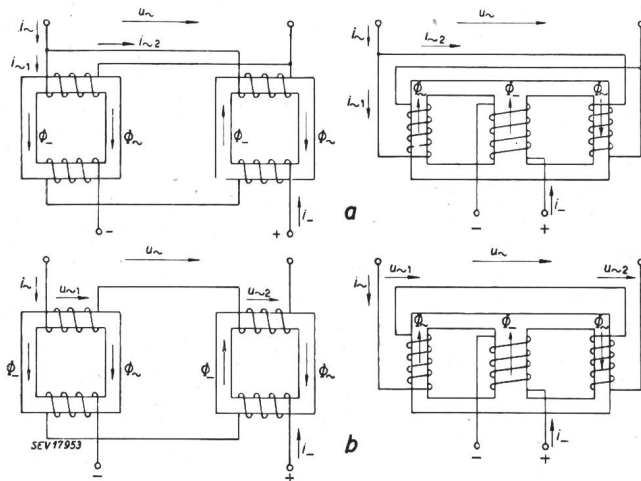 u~ u~
i~ i~2 i~ i~2
i~1 Φ~ Φ_ Φ~
Φ_ Φ~ Φ_ Φ~ i~1
i_ a i_
- + - +
u~ u~
i~ u~1 u~2 i~ u~1 u~2
Φ~ Φ_ Φ~
Φ_ Φ~ Φ_ Φ~
SEV17953 i_ b i_
- + - +